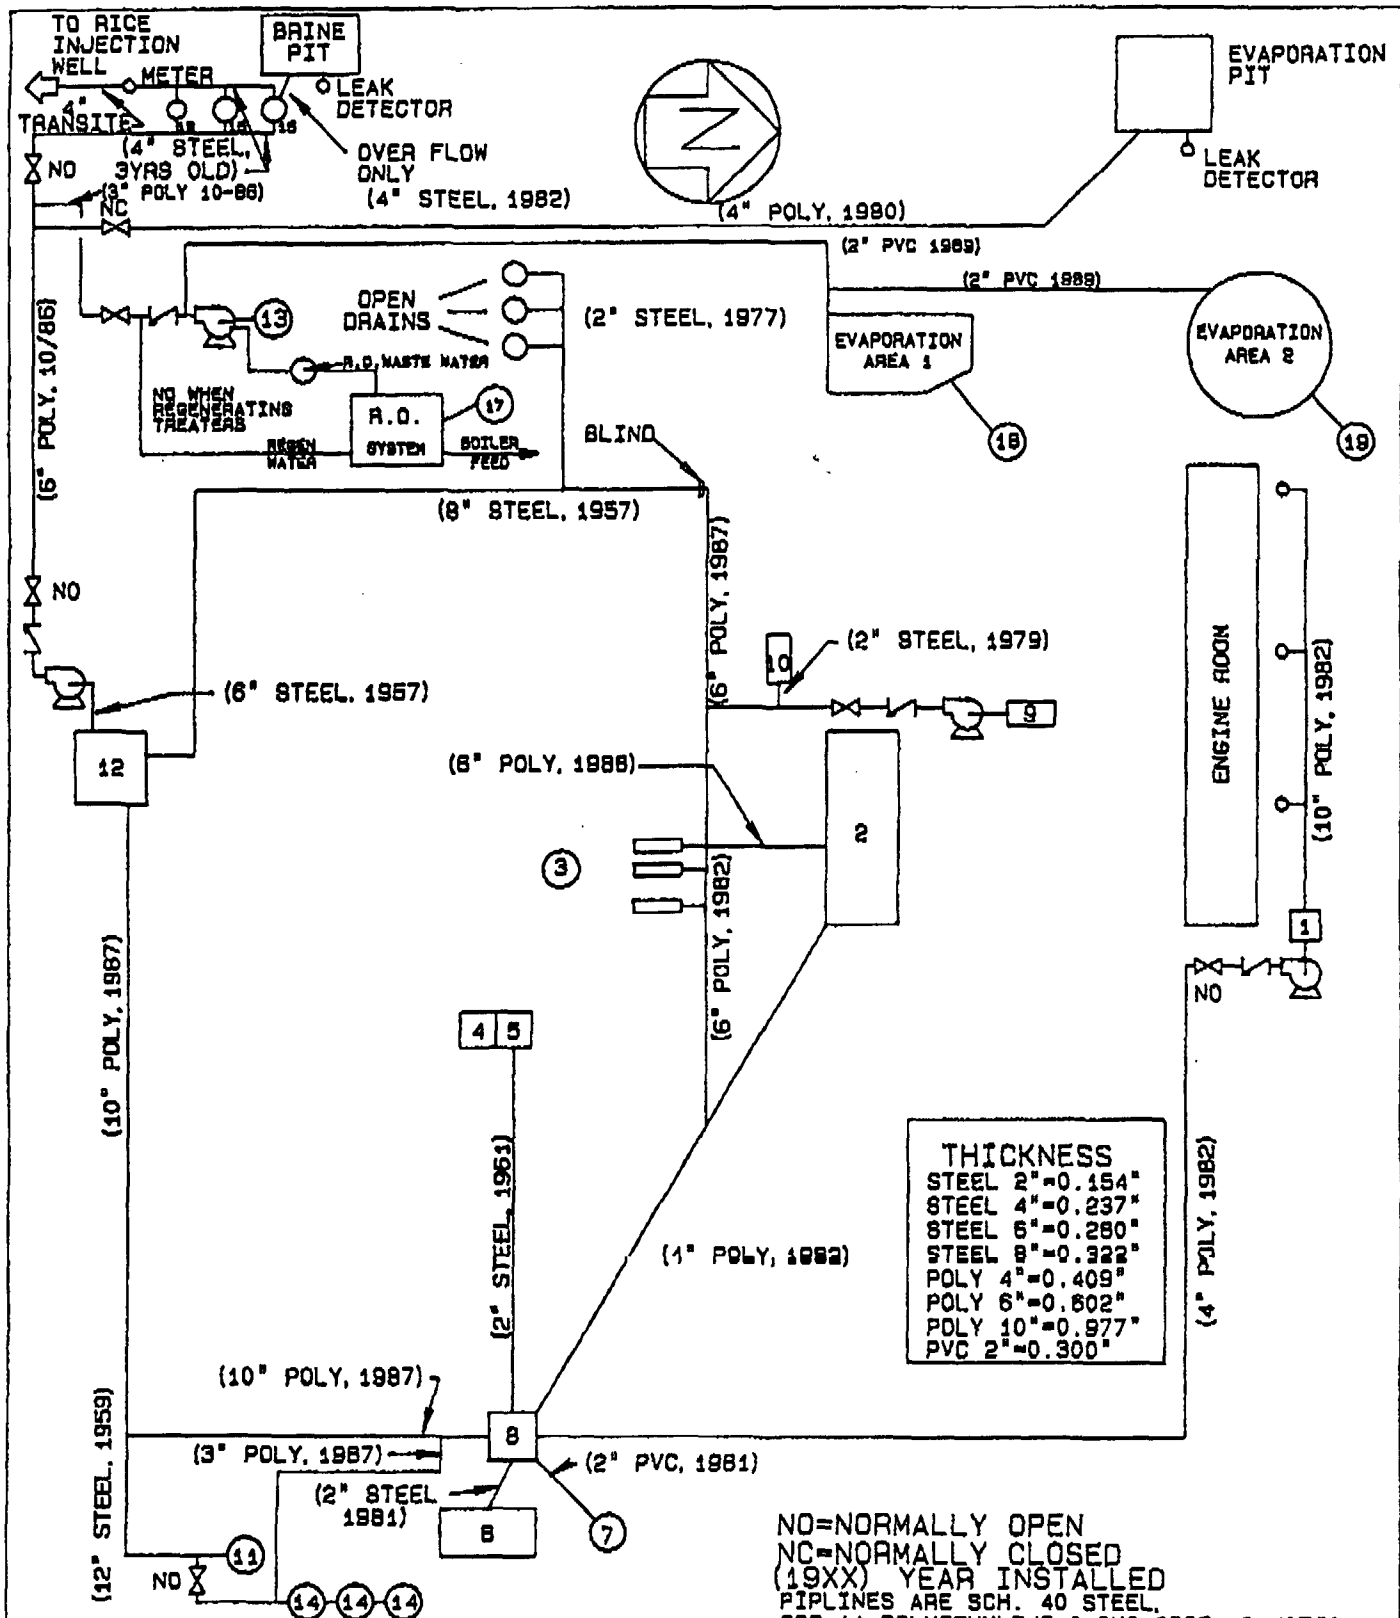 TO RICE
INJECTION
WELL
METER
BRINE
PIT
LEAK
DETECTOR
4"
TRANSITE
15
15
(4" STEEL,
3YRS OLD)
OVER FLOW
ONLY
(4" STEEL, 1982)
NO
(3" POLY 10-86)
NC
N
EVAPORATION
PIT
LEAK
DETECTOR
(4" POLY, 1980)
(2" PVC 1989)
(2" PVC 1989)
(6" POLY, 10/86)
13
OPEN
DRAINS
(2" STEEL, 1977)
R.O. WASTE WATER
NO WHEN
REGENERATING
TREATERS
R.O.
SYSTEM
17
REGEN
WATER
BOILER
FEED
EVAPORATION
AREA 1
18
EVAPORATION
AREA 2
19
BLIND
(8" STEEL, 1957)
(6" POLY, 1987)
NO
(6" STEEL, 1957)
12
10
(2" STEEL, 1979)
9
ENGINE ROOM
(10" POLY, 1982)
(6" POLY, 1986)
2
3
(6" POLY, 1982)
1
NO
(10" POLY, 1987)
4
5
(2" STEEL, 1961)
(1" POLY, 1982)
THICKNESS
STEEL 2"=0.154"
STEEL 4"=0.237"
STEEL 6"=0.280"
STEEL 8"=0.322"
POLY 4"=0.409"
POLY 6"=0.602"
POLY 10"=0.977"
PVC 2"=0.300"
(4" POLY, 1982)
(10" POLY, 1987)
8
(3" POLY, 1987)
(2" PVC, 1981)
(2" STEEL
1981)
6
7
(12" STEEL, 1959)
11
NO
14
14
14
NO=NORMALLY OPEN
NC=NORMALLY CLOSED
(19XX) YEAR INSTALLED
PIPLINES ARE SCH. 40 STEEL,